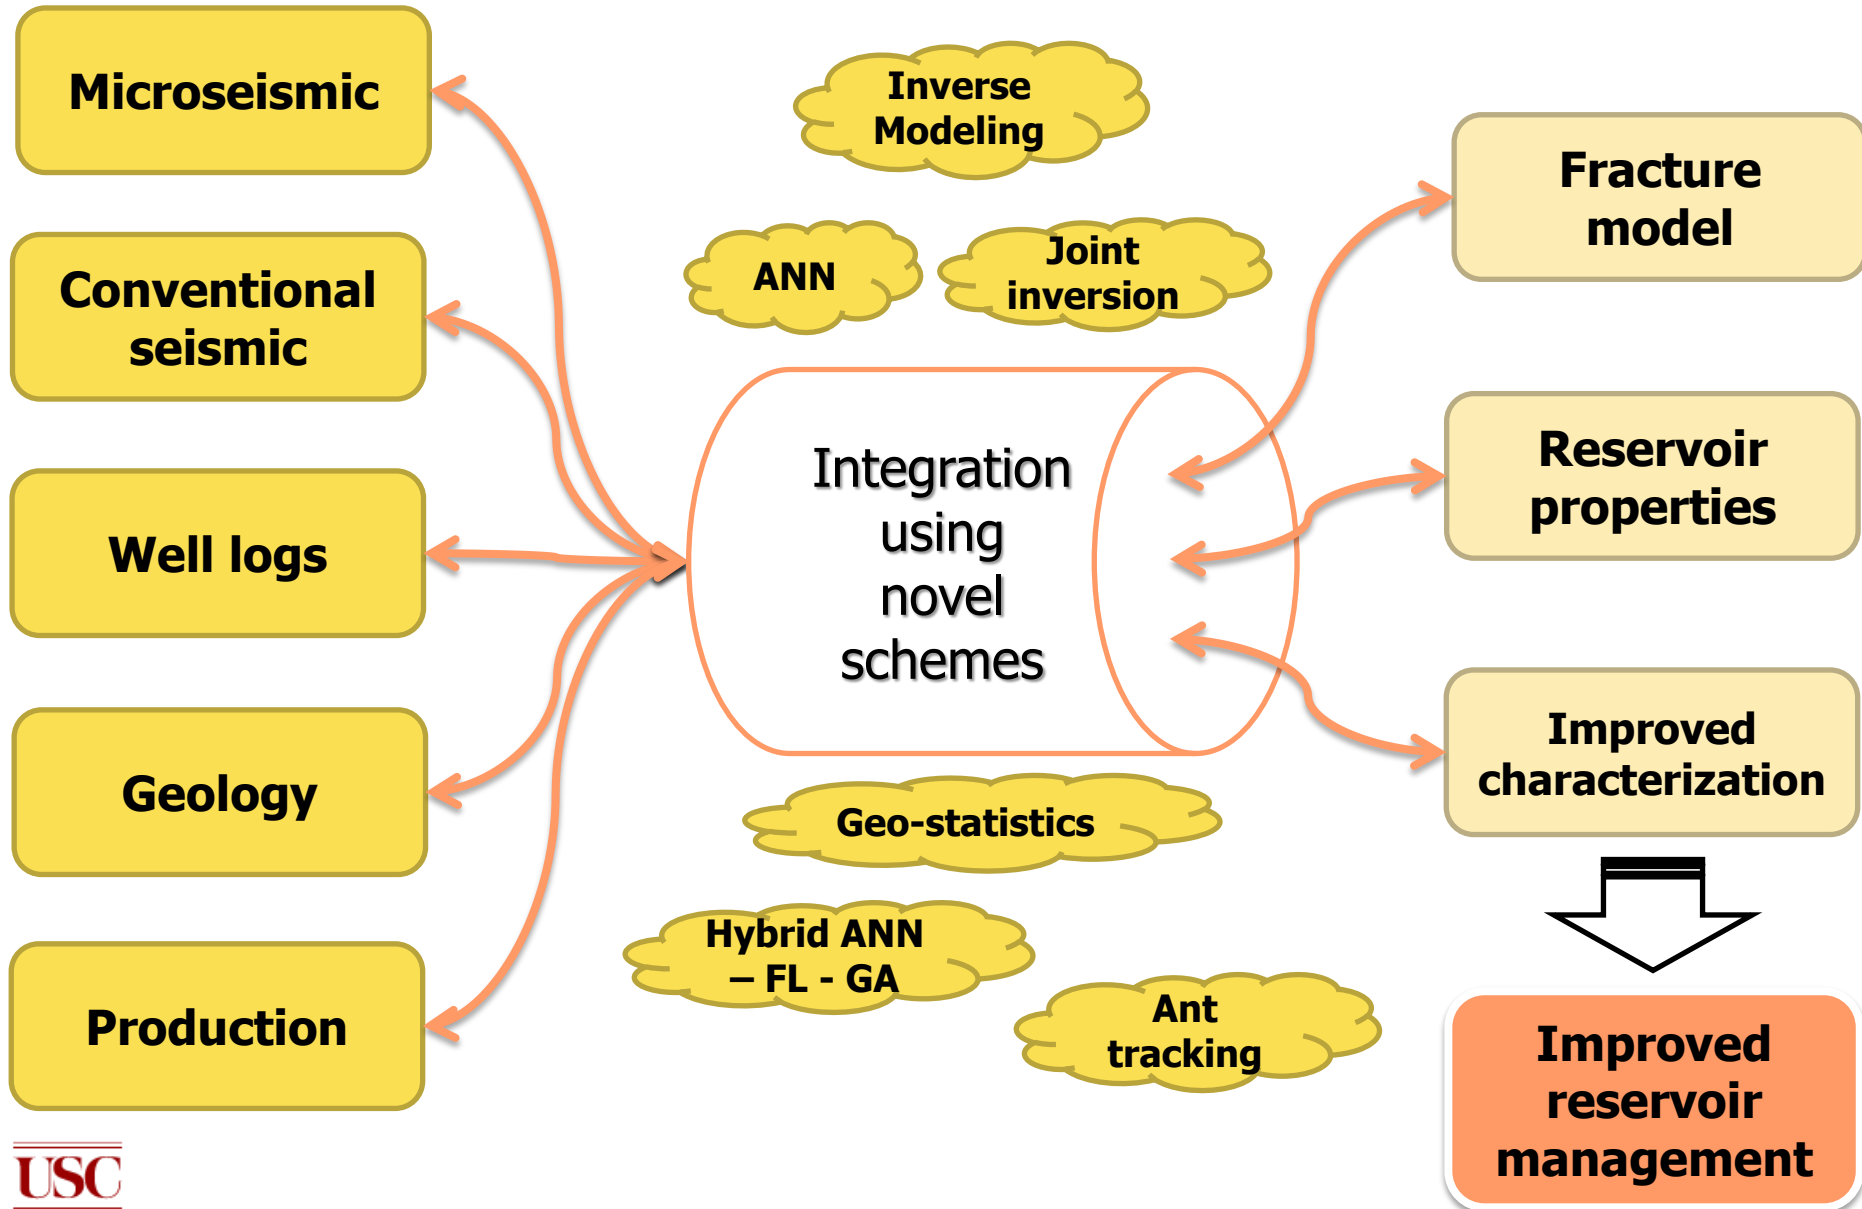 Microseismic
Conventional
seismic
Well logs
Geology
Production
Inverse
Modeling
ANN
Joint
inversion
Integration
using
novel
schemes
Geo-statistics
Hybrid ANN
– FL - GA
Ant
tracking
Fracture
model
Reservoir
properties
Improved
characterization
Improved
reservoir
management
USC